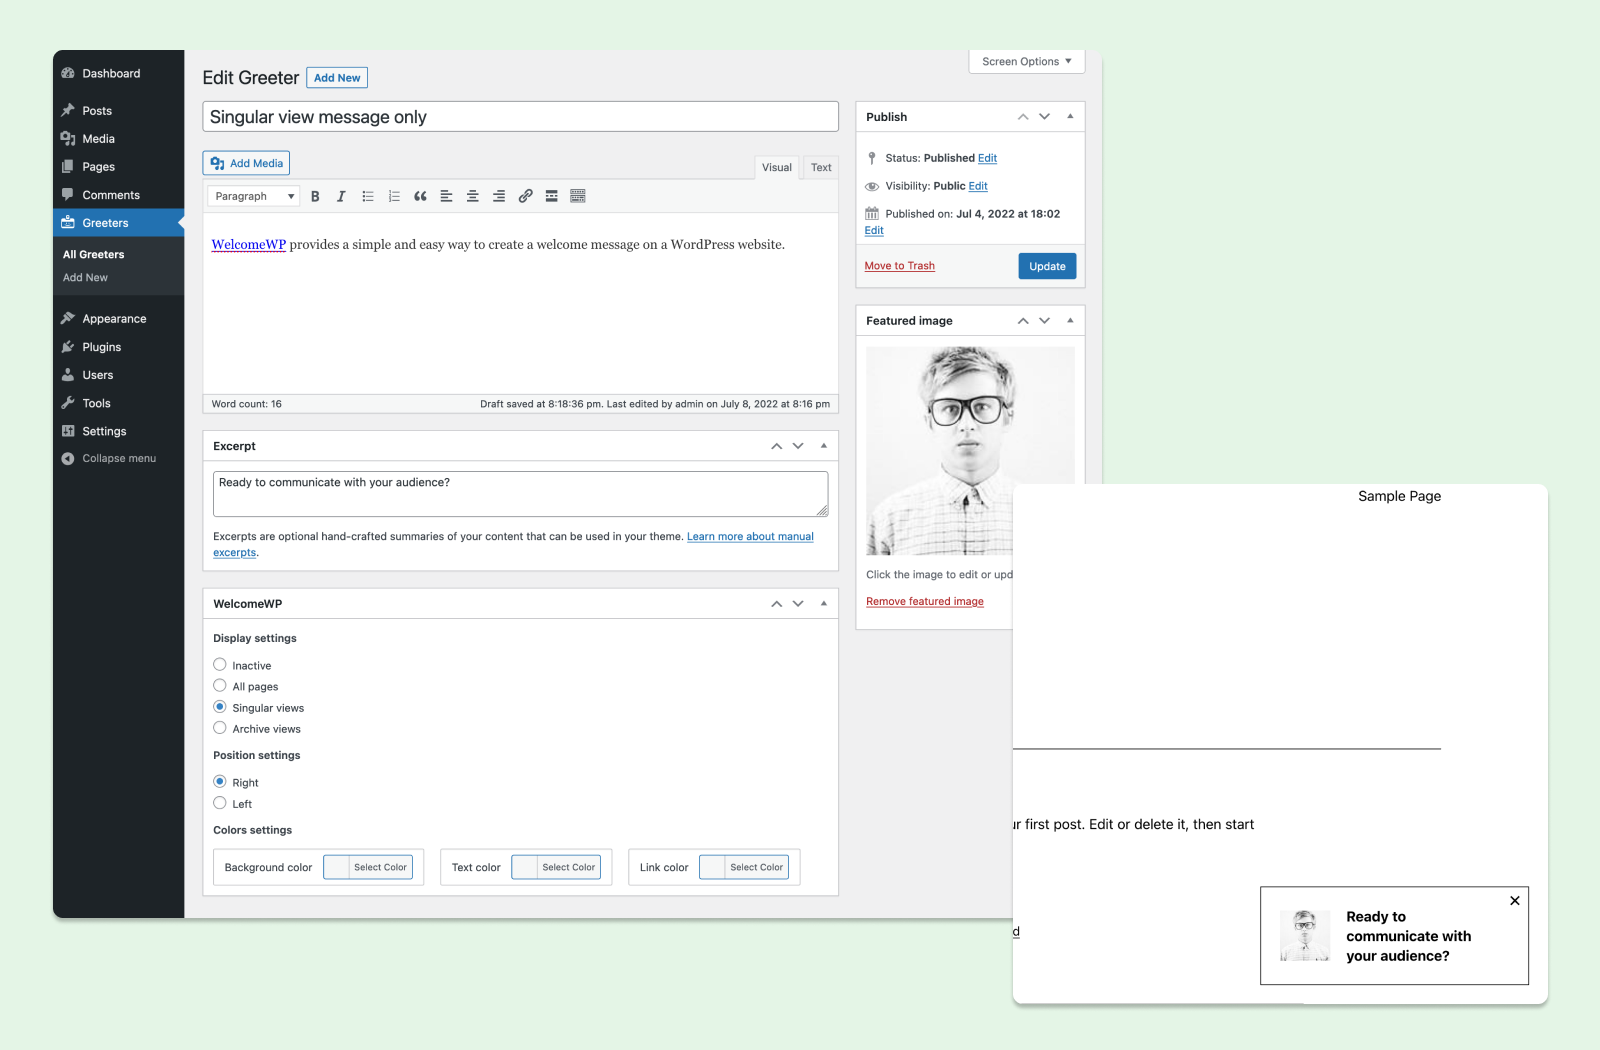 Dashboard
Posts
Media
Pages
Comments
Greeters
All Greeters
Add New
Appearance
Plugins
Users
Tools
Settings
Collapse menu
Screen Options
Edit Greeter Add New
Singular view message only
Add Media
Visual Text
Paragraph
WelcomeWP provides a simple and easy way to create a welcome message on a WordPress website.
Word count: 16 Draft saved at 8:18:36 pm. Last edited by admin on July 8, 2022 at 8:16 pm
Excerpt
Ready to communicate with your audience?
Excerpts are optional hand-crafted summaries of your content that can be used in your theme. Learn more about manual
excerpts.
WelcomeWP
Display settings
Inactive
All pages
Singular views
Archive views
Position settings
Right
Left
Colors settings
Background color Select Color Text color Select Color Link color Select Color
Publish
Status: Published Edit
Visibility: Public Edit
Published on: Jul 4, 2022 at 18:02
Edit
Move to Trash Update
Featured image
Click the image to edit or upd
Remove featured image
Sample Page
ur first post. Edit or delete it, then start
d
Ready to
communicate with
your audience?